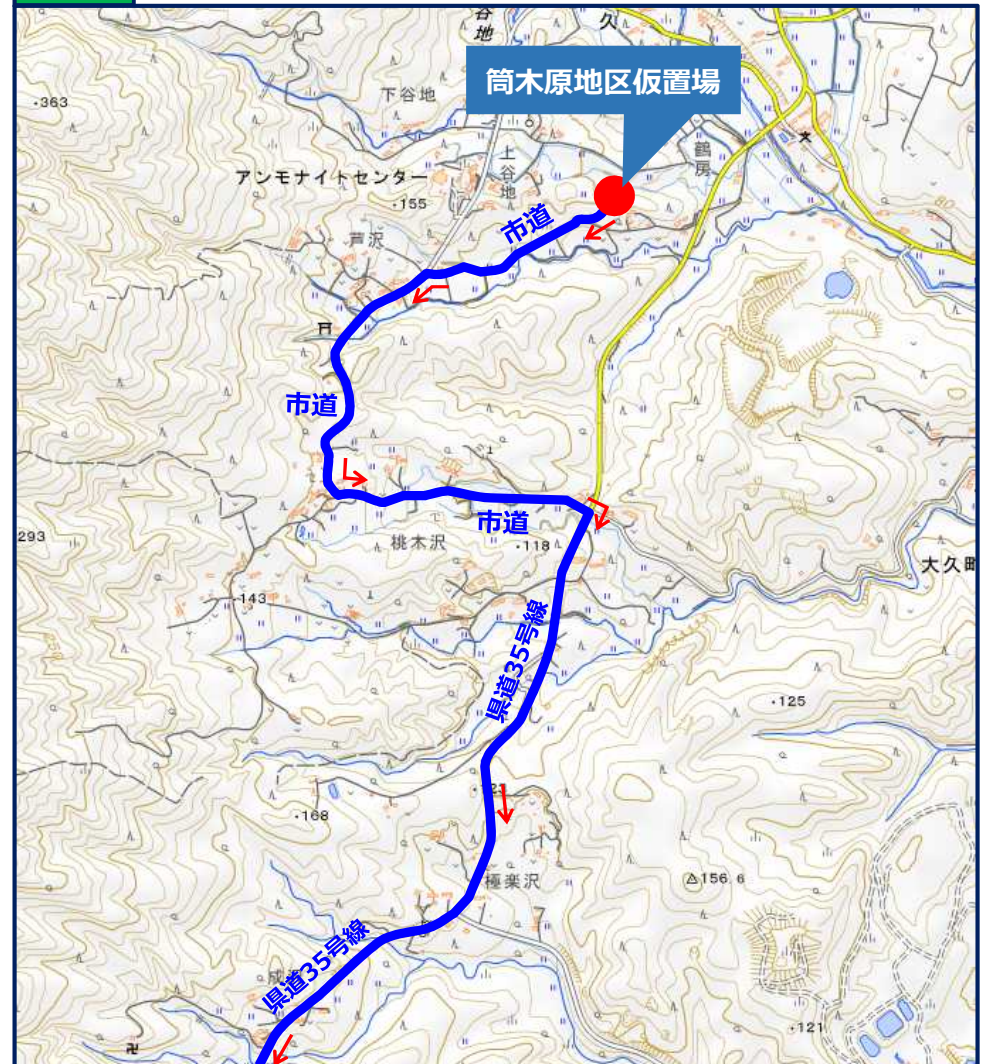 谷地
久
筒木原地区仮置場
・363
下谷地
上谷地
鶴房
アンモナイトセンター
・155
市道
芦沢
市道
293
市道
桃木沢
・118
大久町
・143
県道35号線
・125
・168
極楽沢
△156.6
県道35号線
・121